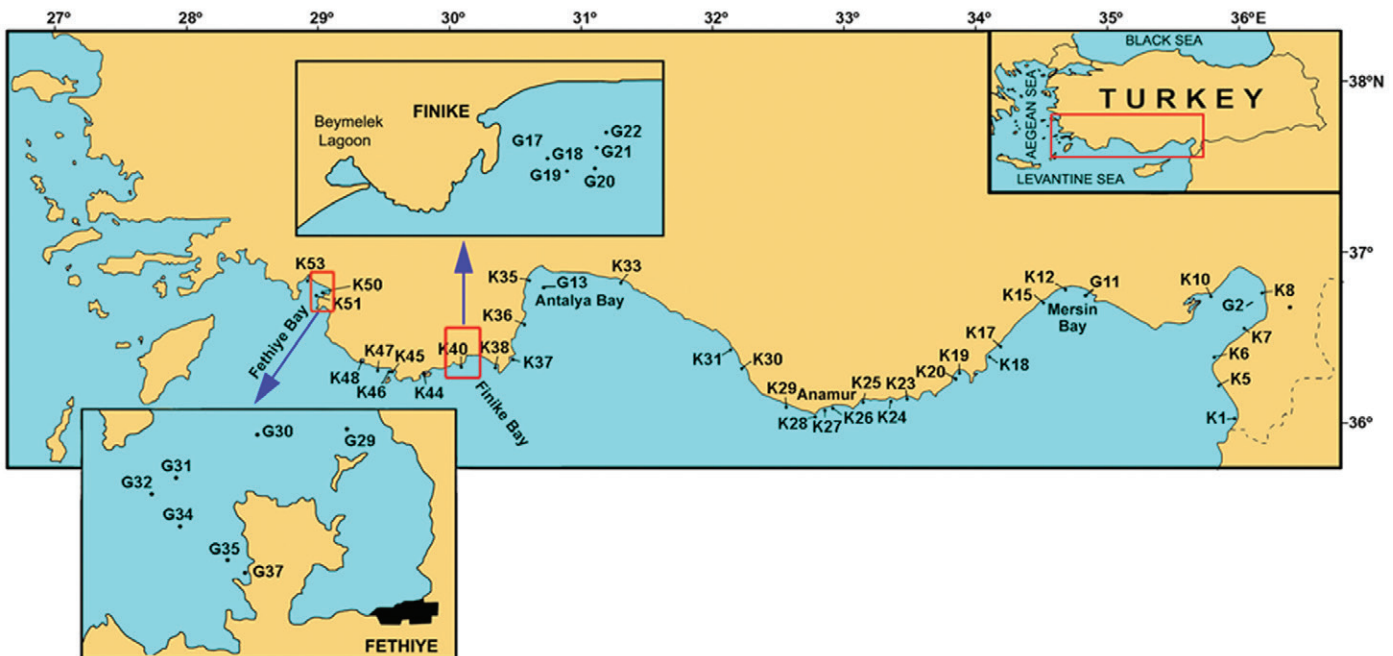 27º 28º 29º 30º 31º 32º 33º 34º 35º 36ºE
38ºN
37º
36º
BLACK SEA
TURKEY
AEGEAN SEA
LEVANTINE SEA
FINIKE
Beymelek
Lagoon
G17
G18
G19
G20
G21
G22
K53
K50
K51
Fethiye Bay
K48
K47
K46
K45
K44
K40
K38
Finike Bay
K37
K36
K35
G13
Antalya Bay
K33
K31
K30
K29
Anamur
K28
K27
K26
K25
K24
K23
K20
K19
K18
K17
K15
K12
G11
Mersin
Bay
K10
G2
K8
K7
K6
K5
K1
G30
G29
G31
G32
G34
G35
G37
FETHIYE